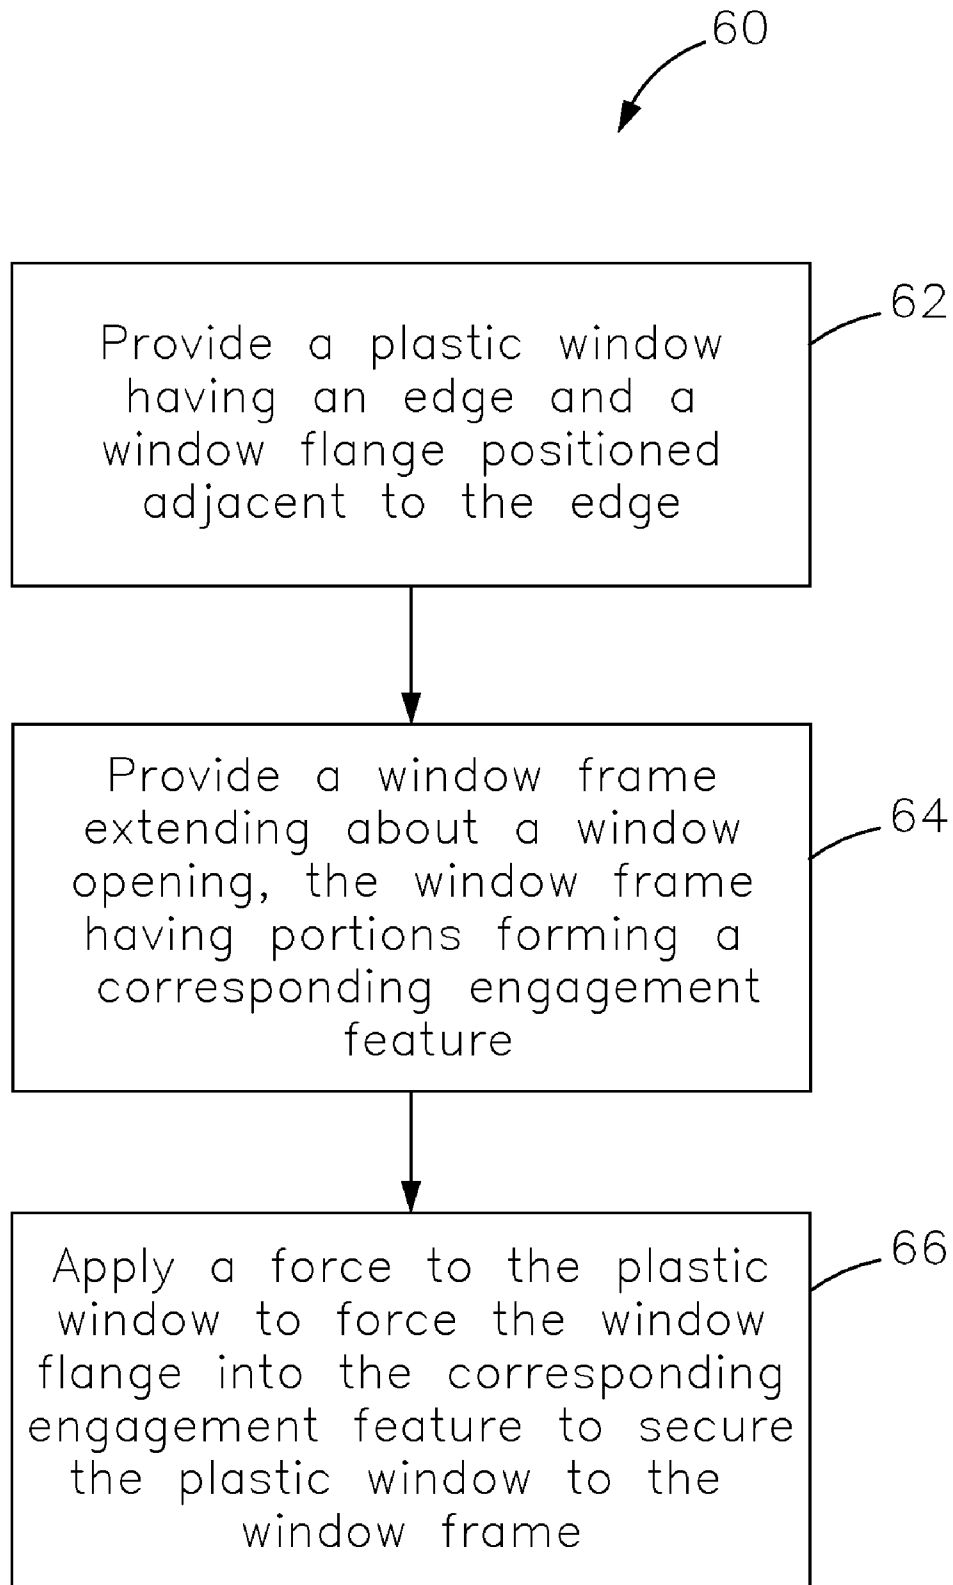 60
62
Provide a plastic window
having an edge and a
window flange positioned
adjacent to the edge
64
Provide a window frame
extending about a window
opening, the window frame
having portions forming a
corresponding engagement
feature
66
Apply a force to the plastic
window to force the window
flange into the corresponding
engagement feature to secure
the plastic window to the
window frame